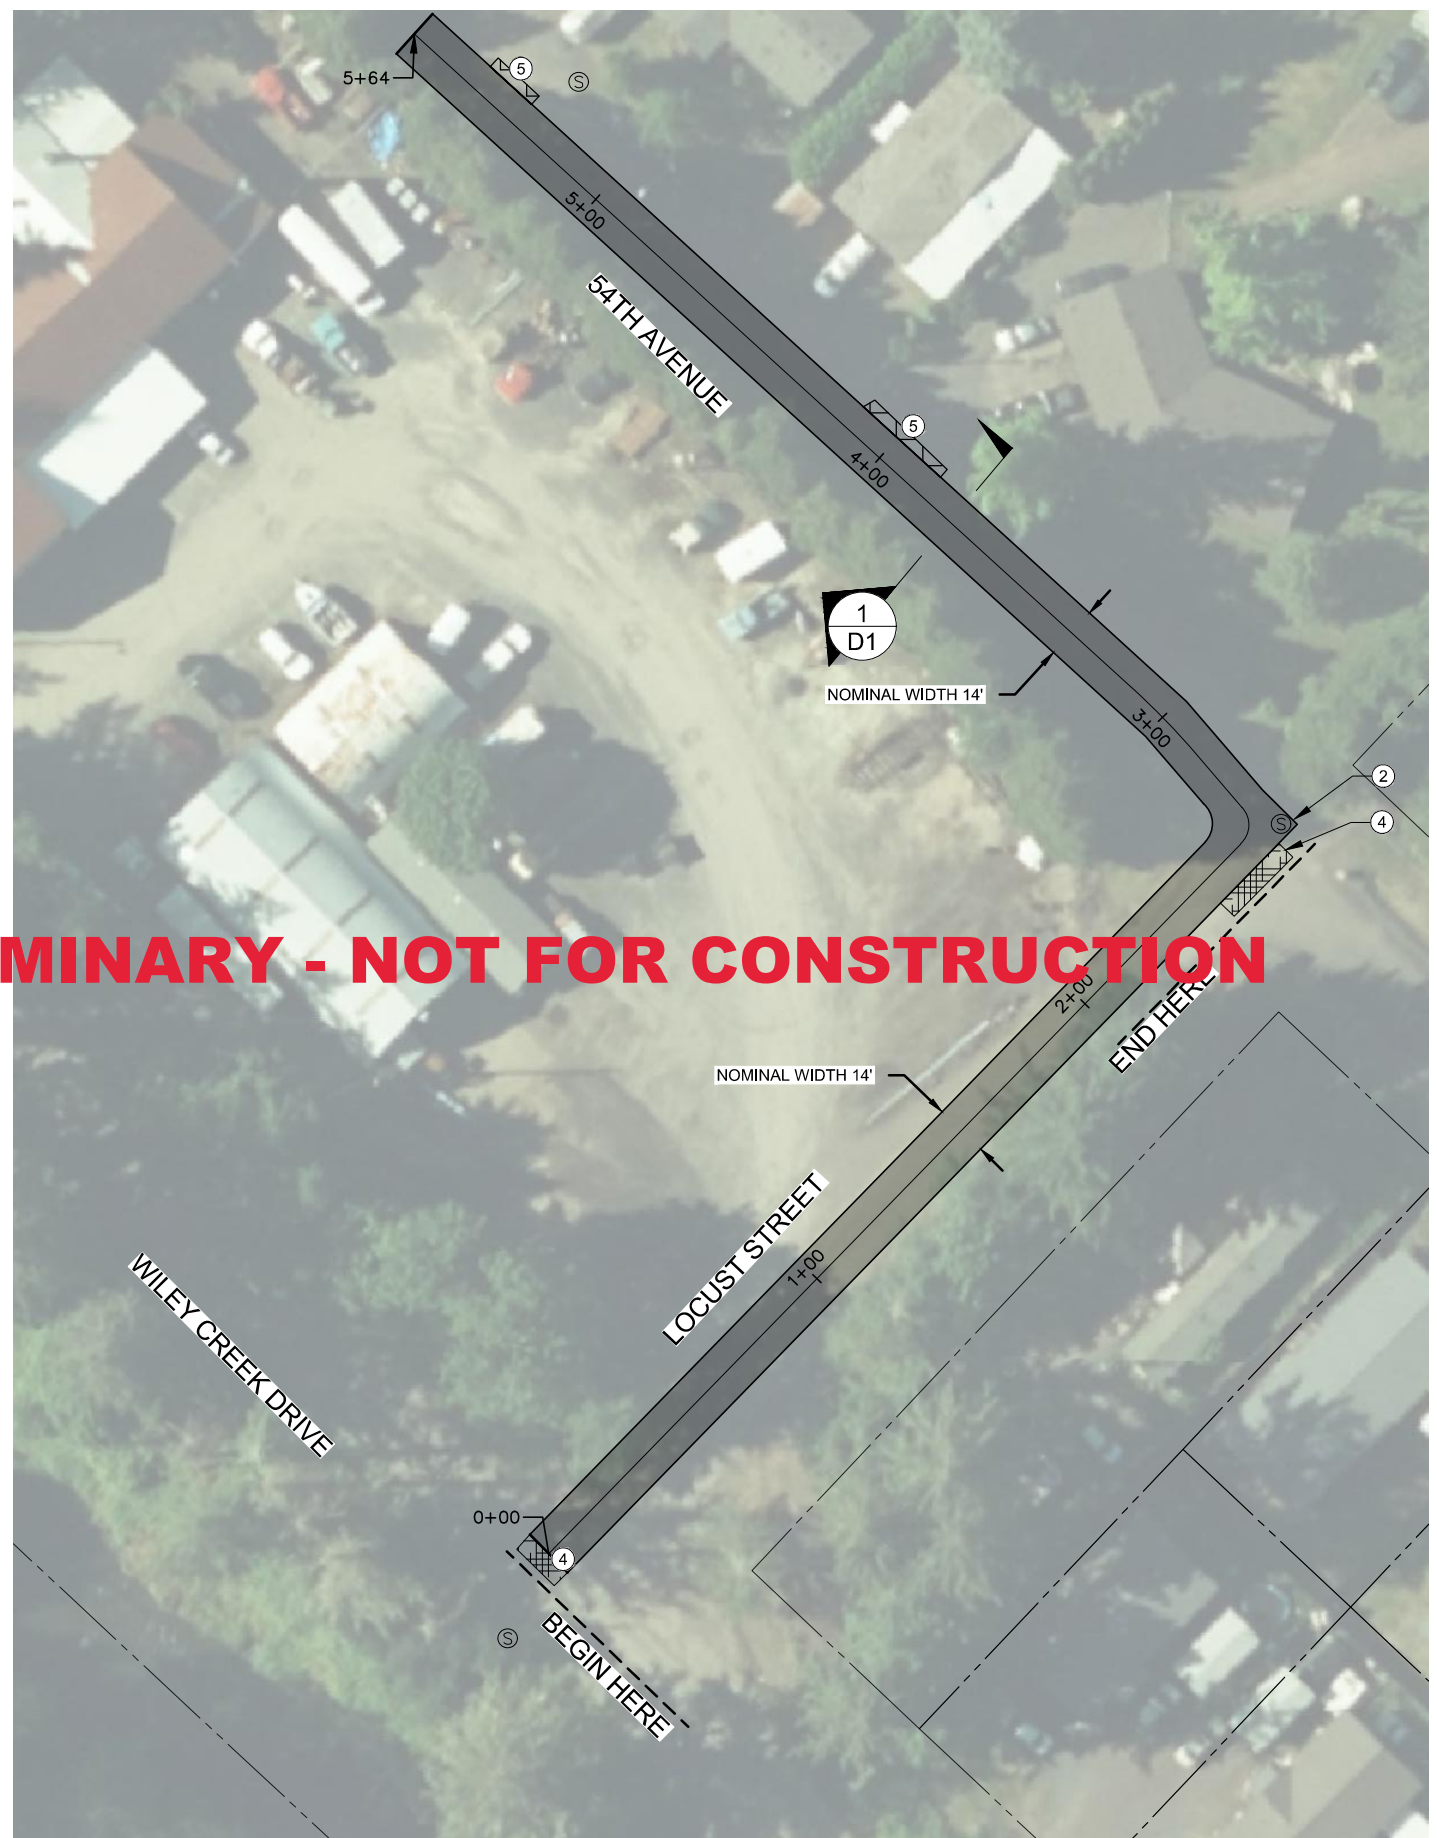 5+64
5
S
5+00
54TH AVENUE
5
4+00
1
D1
NOMINAL WIDTH 14'
3+00
2
S
4
MINARY - NOT FOR CONSTRUCTION
2+00
END HERE
NOMINAL WIDTH 14'
LOCUST STREET
1+00
WILEY CREEK DRIVE
0+00
4
S
BEGIN HERE